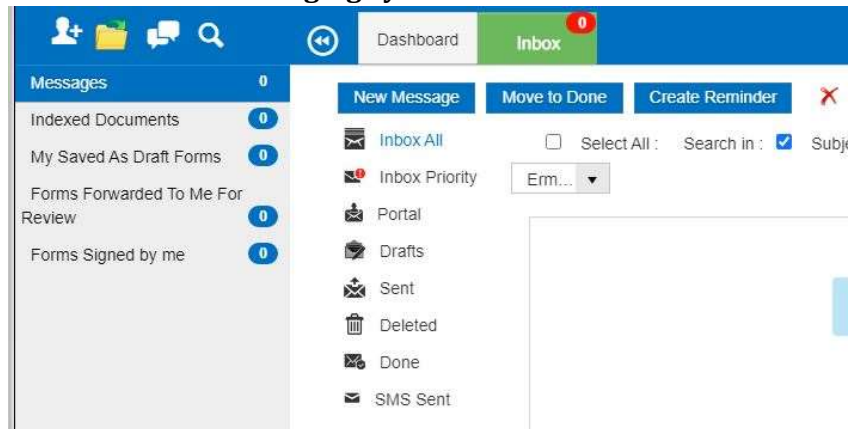 0
Dashboard
Inbox
Messages 0
Indexed Documents 0
My Saved As Draft Forms 0
Forms Forwarded To Me For
Review 0
Forms Signed by me 0
New Message Move to Done Create Reminder
Inbox All
Select All : Search in : Subje
Inbox Priority
Erm... 
Portal
Drafts
Sent
Deleted
Done
SMS Sent